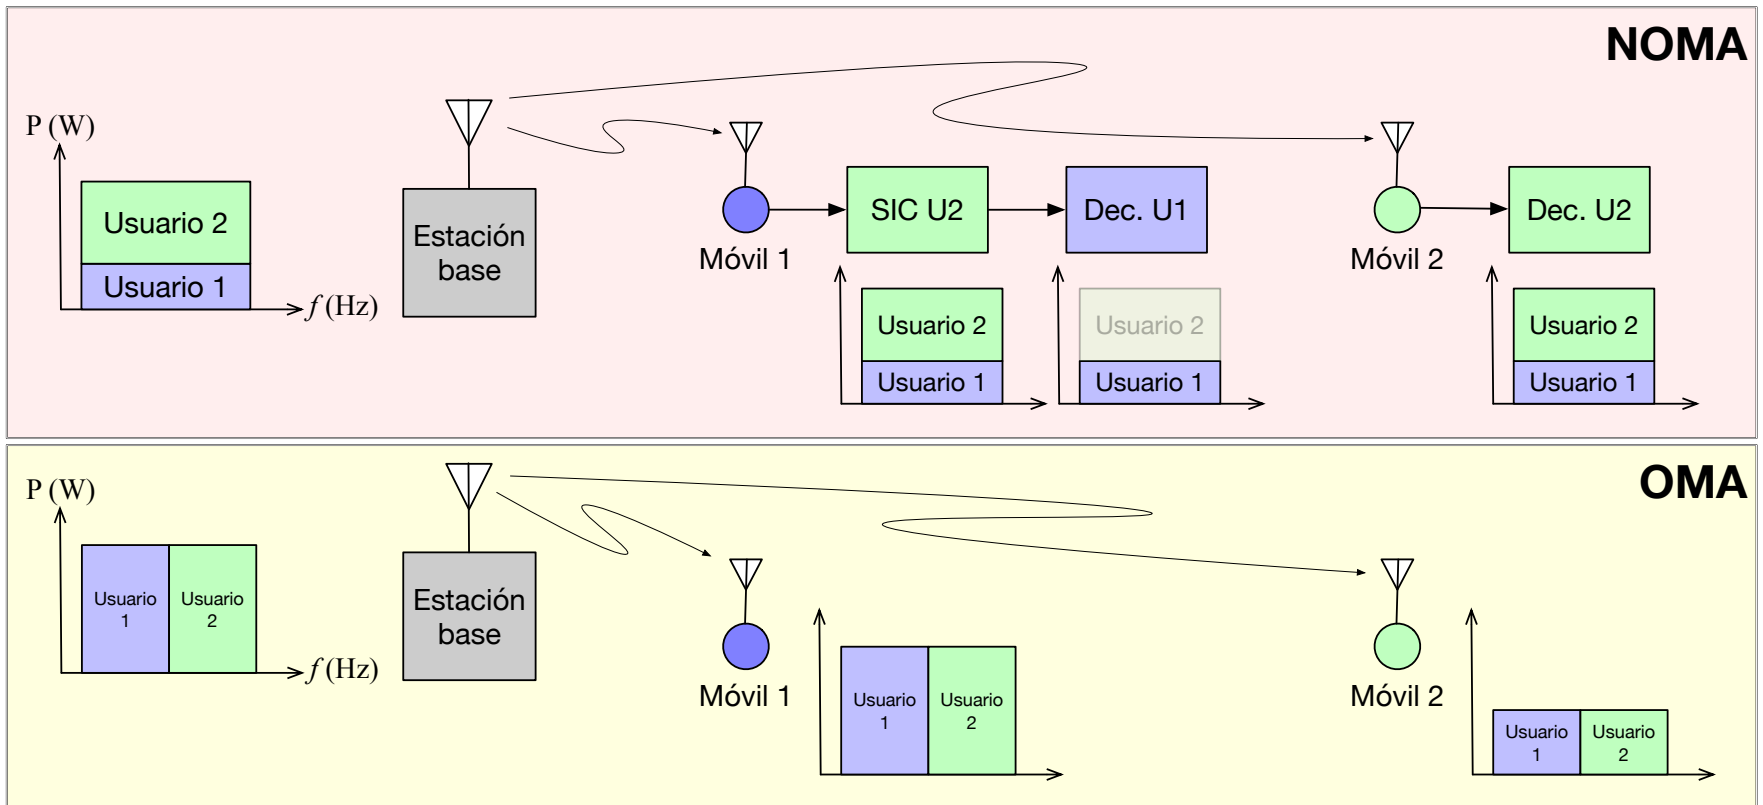 NOMA
P (W)
Usuario 2
Usuario 1
f (Hz)
Estación
base
Móvil 1
SIC U2
Dec. U1
Móvil 2
Dec. U2
Usuario 2
Usuario 1
Usuario 2
Usuario 1
Usuario 2
Usuario 1
OMA
P (W)
Usuario
1
Usuario
2
f (Hz)
Estación
base
Móvil 1
Usuario
1
Usuario
2
Móvil 2
Usuario
1
Usuario
2